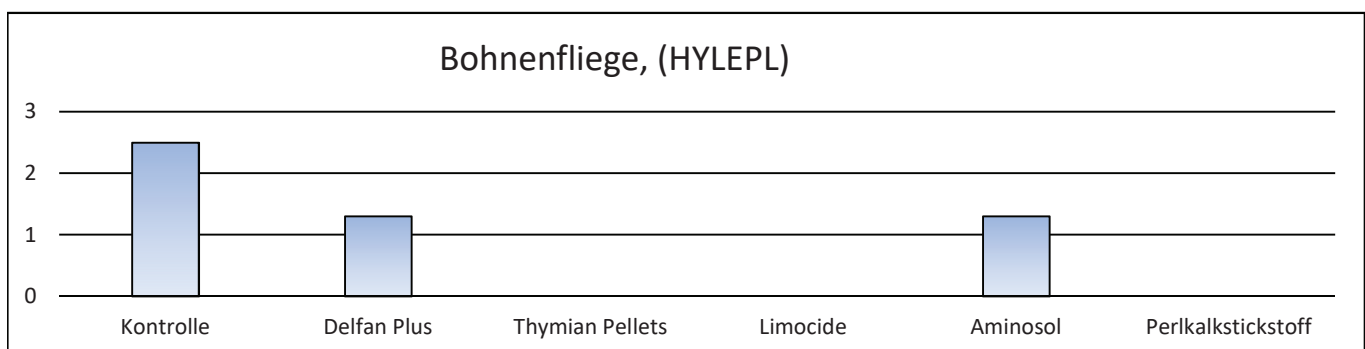 Bohnenfliege, (HYLEPL)
3
2
1
0
Kontrolle Delfan Plus Thymian Pellets Limocide Aminosol Perlkalkstickstoff